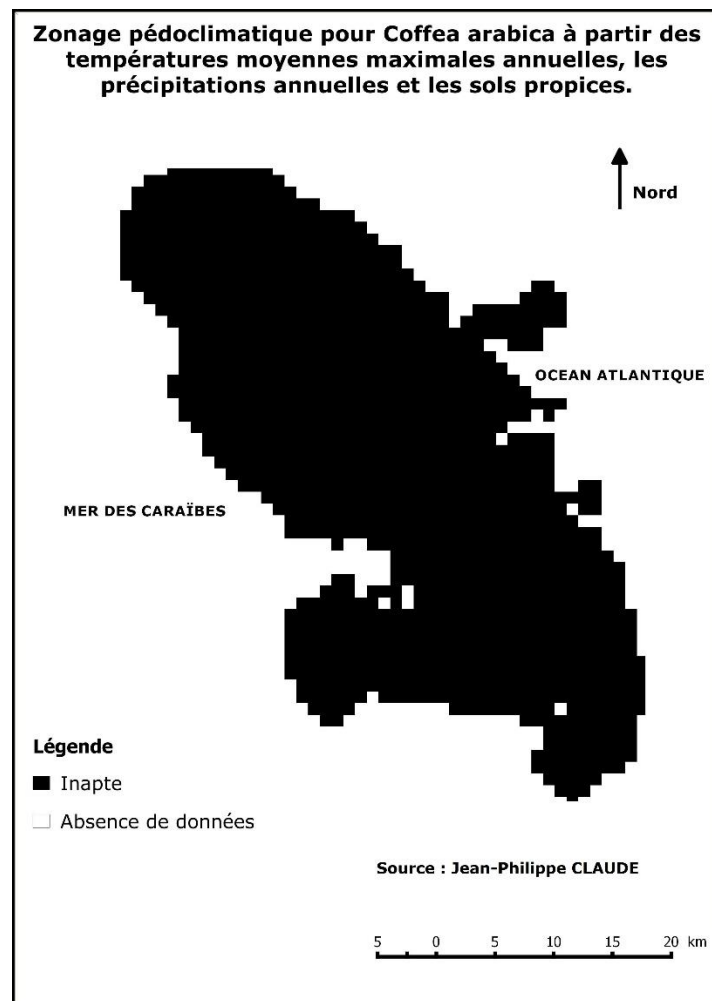 Zonage pédoclimatique pour Coffea arabica à partir des
températures moyennes maximales annuelles, les
précipitations annuelles et les sols propices.
Nord
OCEAN ATLANTIQUE
MER DES CARAÏBES
Légende
Inapte
Absence de données
Source : Jean-Philippe CLAUDE
5 0 5 10 15 20 km